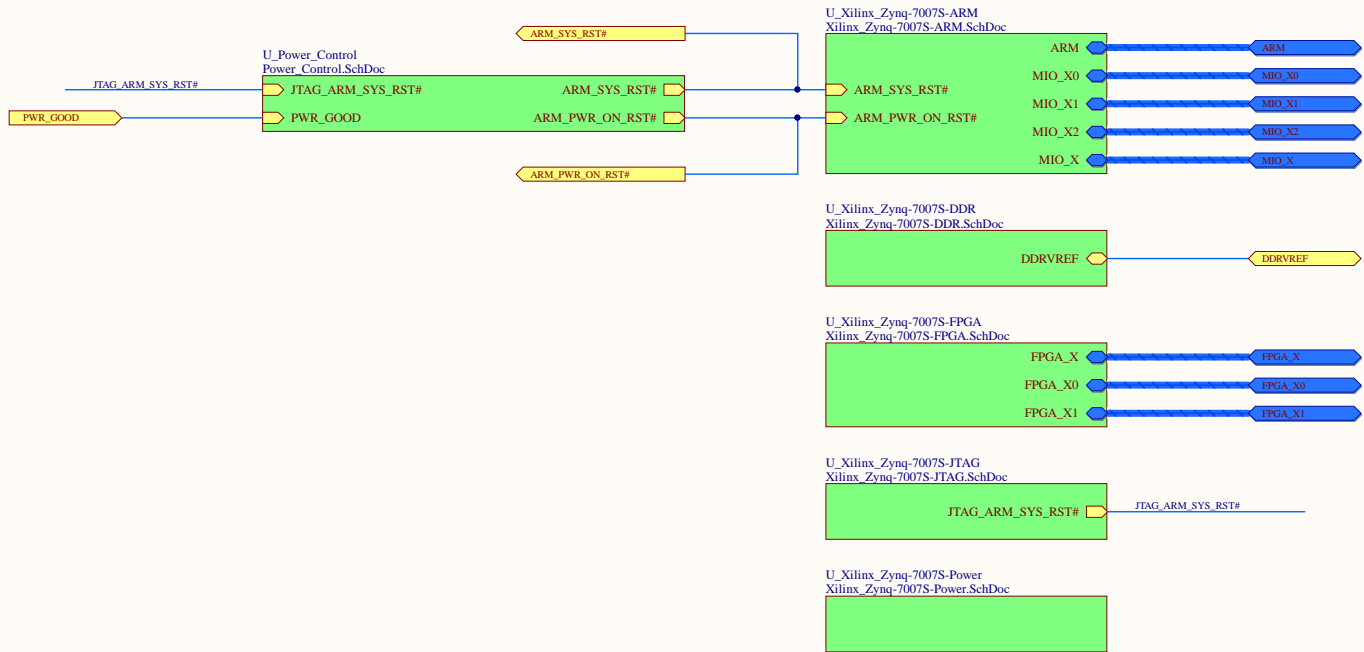 U_Xilinx_Zynq-7007S-ARM
Xilinx_Zynq-7007S-ARM.SchDoc
ARM_SYS_RST#
ARM
ARM
U_Power_Control
Power_Control.SchDoc
MIO_X0
MIO_X0
JTAG_ARM_SYS_RST#
JTAG_ARM_SYS_RST#
ARM_SYS_RST#
ARM_SYS_RST#
MIO_X1
MIO_X1
PWR_GOOD
PWR_GOOD
ARM_PWR_ON_RST#
ARM_PWR_ON_RST#
MIO_X2
MIO_X2
MIO_X
MIO_X
ARM_PWR_ON_RST#
U_Xilinx_Zynq-7007S-DDR
Xilinx_Zynq-7007S-DDR.SchDoc
DDRVREF
DDRVREF
U_Xilinx_Zynq-7007S-FPGA
Xilinx_Zynq-7007S-FPGA.SchDoc
FPGA_X
FPGA_X
FPGA_X0
FPGA_X0
FPGA_X1
FPGA_X1
U_Xilinx_Zynq-7007S-JTAG
Xilinx_Zynq-7007S-JTAG.SchDoc
JTAG_ARM_SYS_RST#
JTAG_ARM_SYS_RST#
U_Xilinx_Zynq-7007S-Power
Xilinx_Zynq-7007S-Power.SchDoc